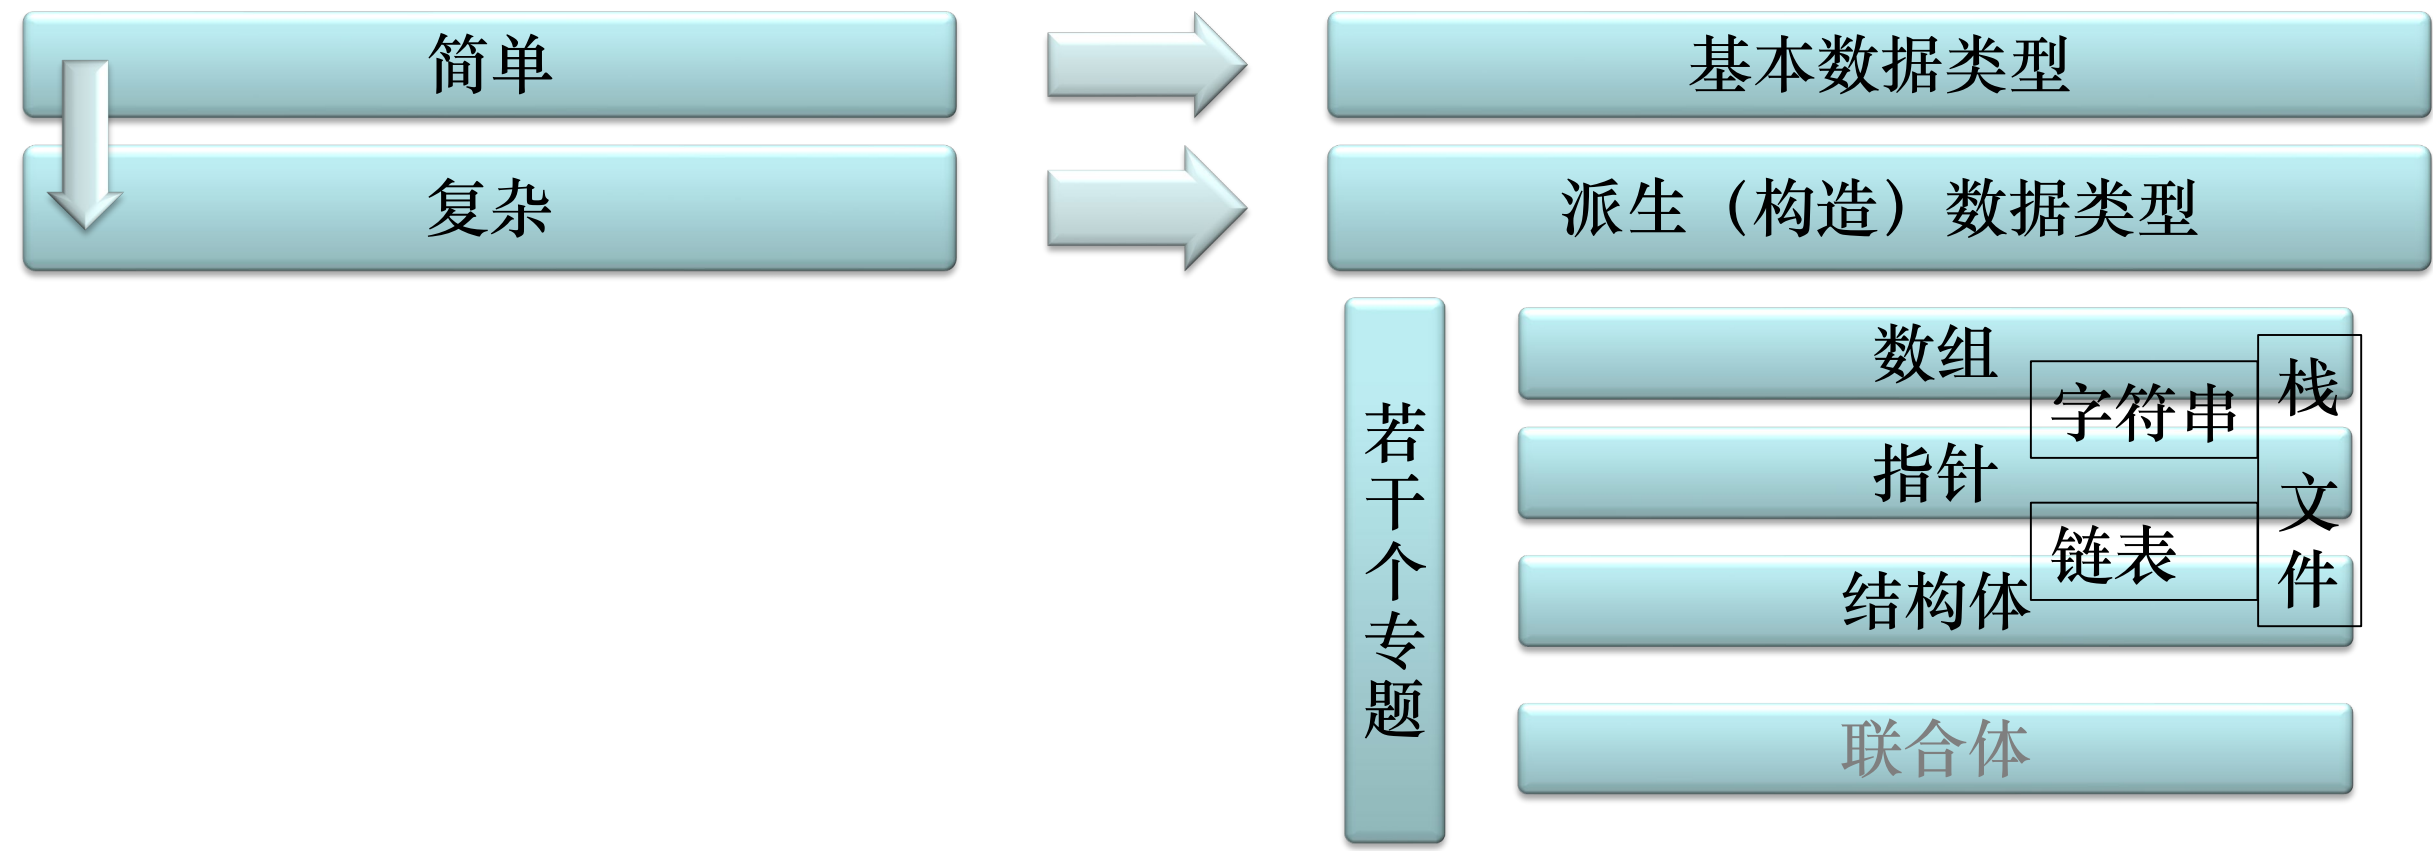 简单
基本数据类型
复杂
派生（构造）数据类型
若干个专题
数组
字符串
栈
指针
文件
链表
结构体
联合体